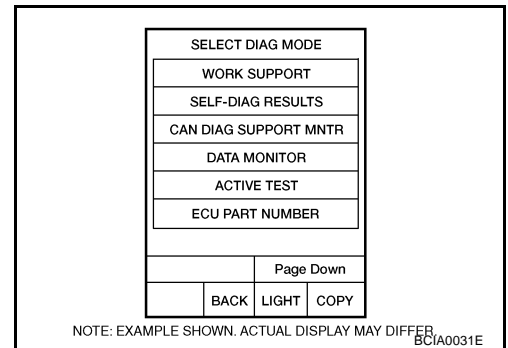 SELECT DIAG MODE
WORK SUPPORT
SELF-DIAG RESULTS
CAN DIAG SUPPORT MNTR
DATA MONITOR
ACTIVE TEST
ECU PART NUMBER
Page Down
BACK LIGHT COPY
NOTE: EXAMPLE SHOWN. ACTUAL DISPLAY MAY DIFFER.
BCIA0031E